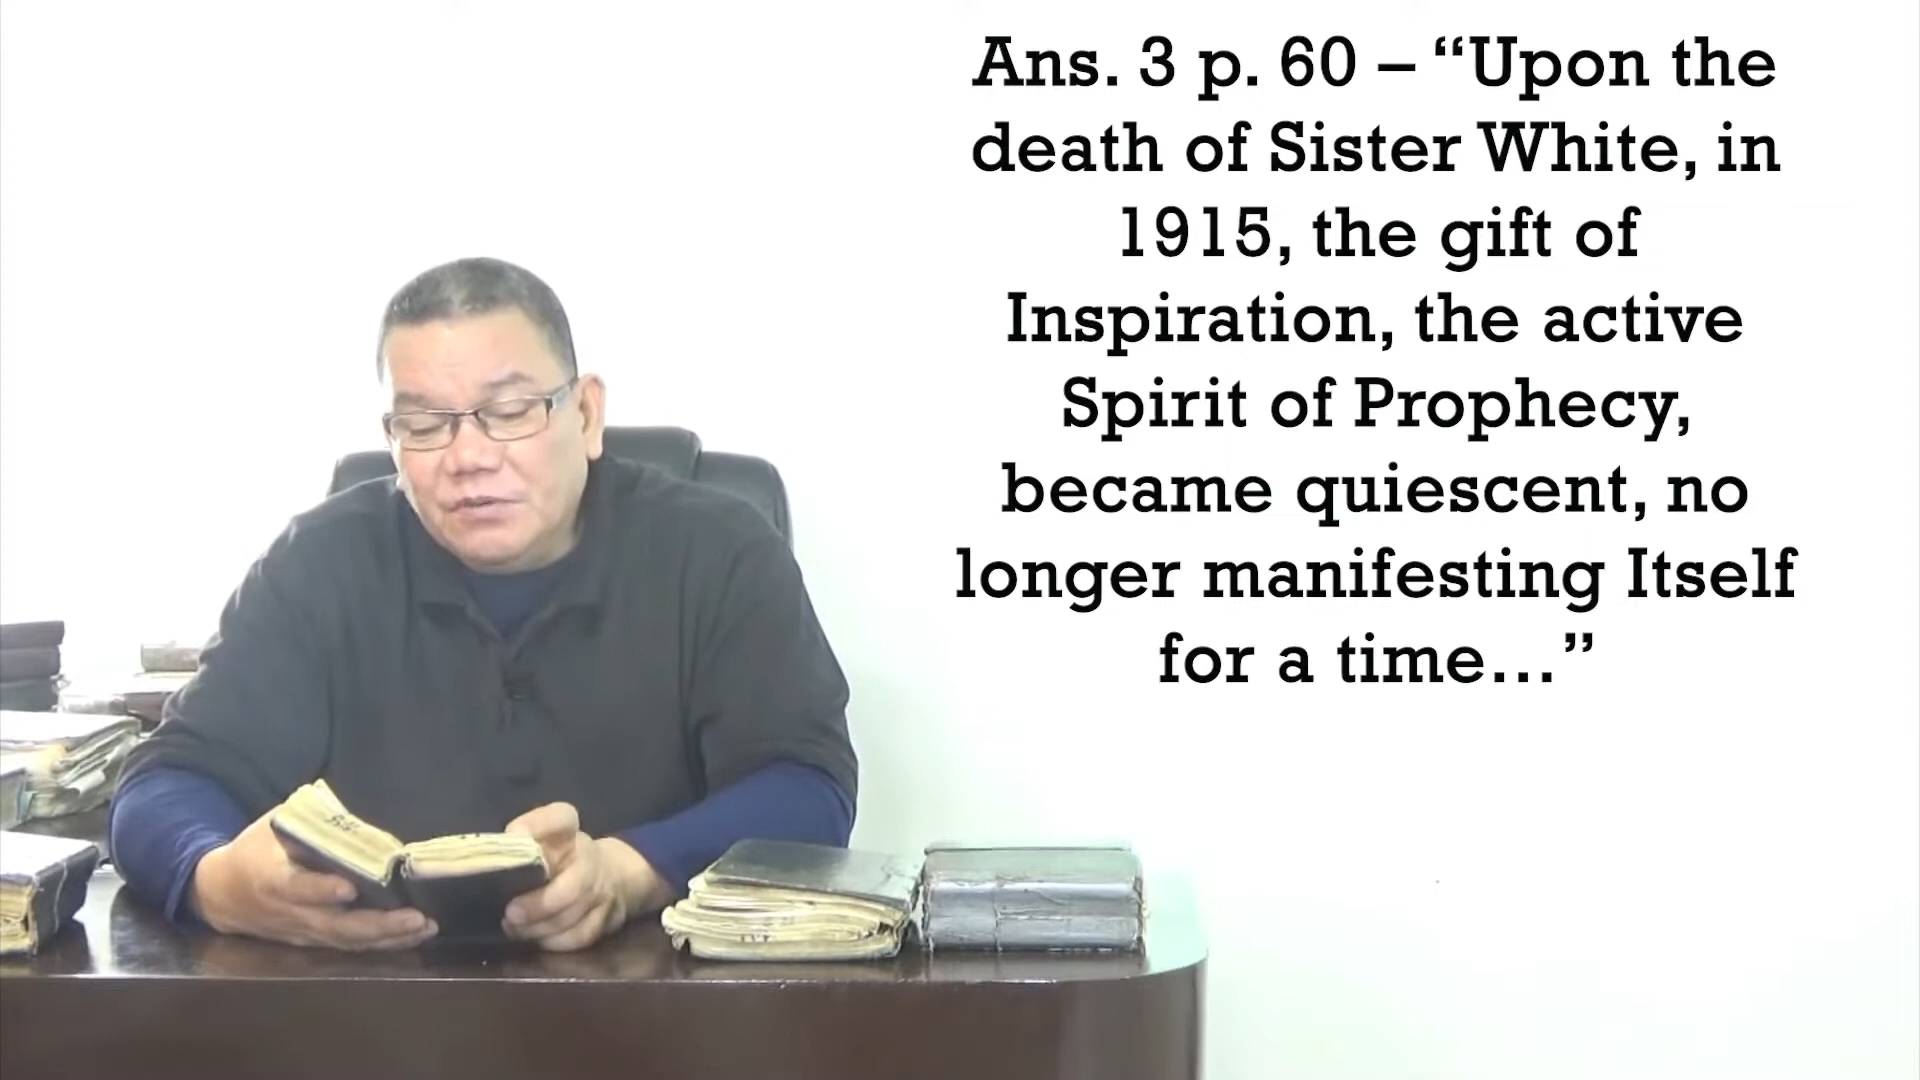 Ans. 3 p. 60 – “Upon the
death of Sister White, in
1915, the gift of
Inspiration, the active
Spirit of Prophecy,
became quiescent, no
longer manifesting Itself
for a time…”